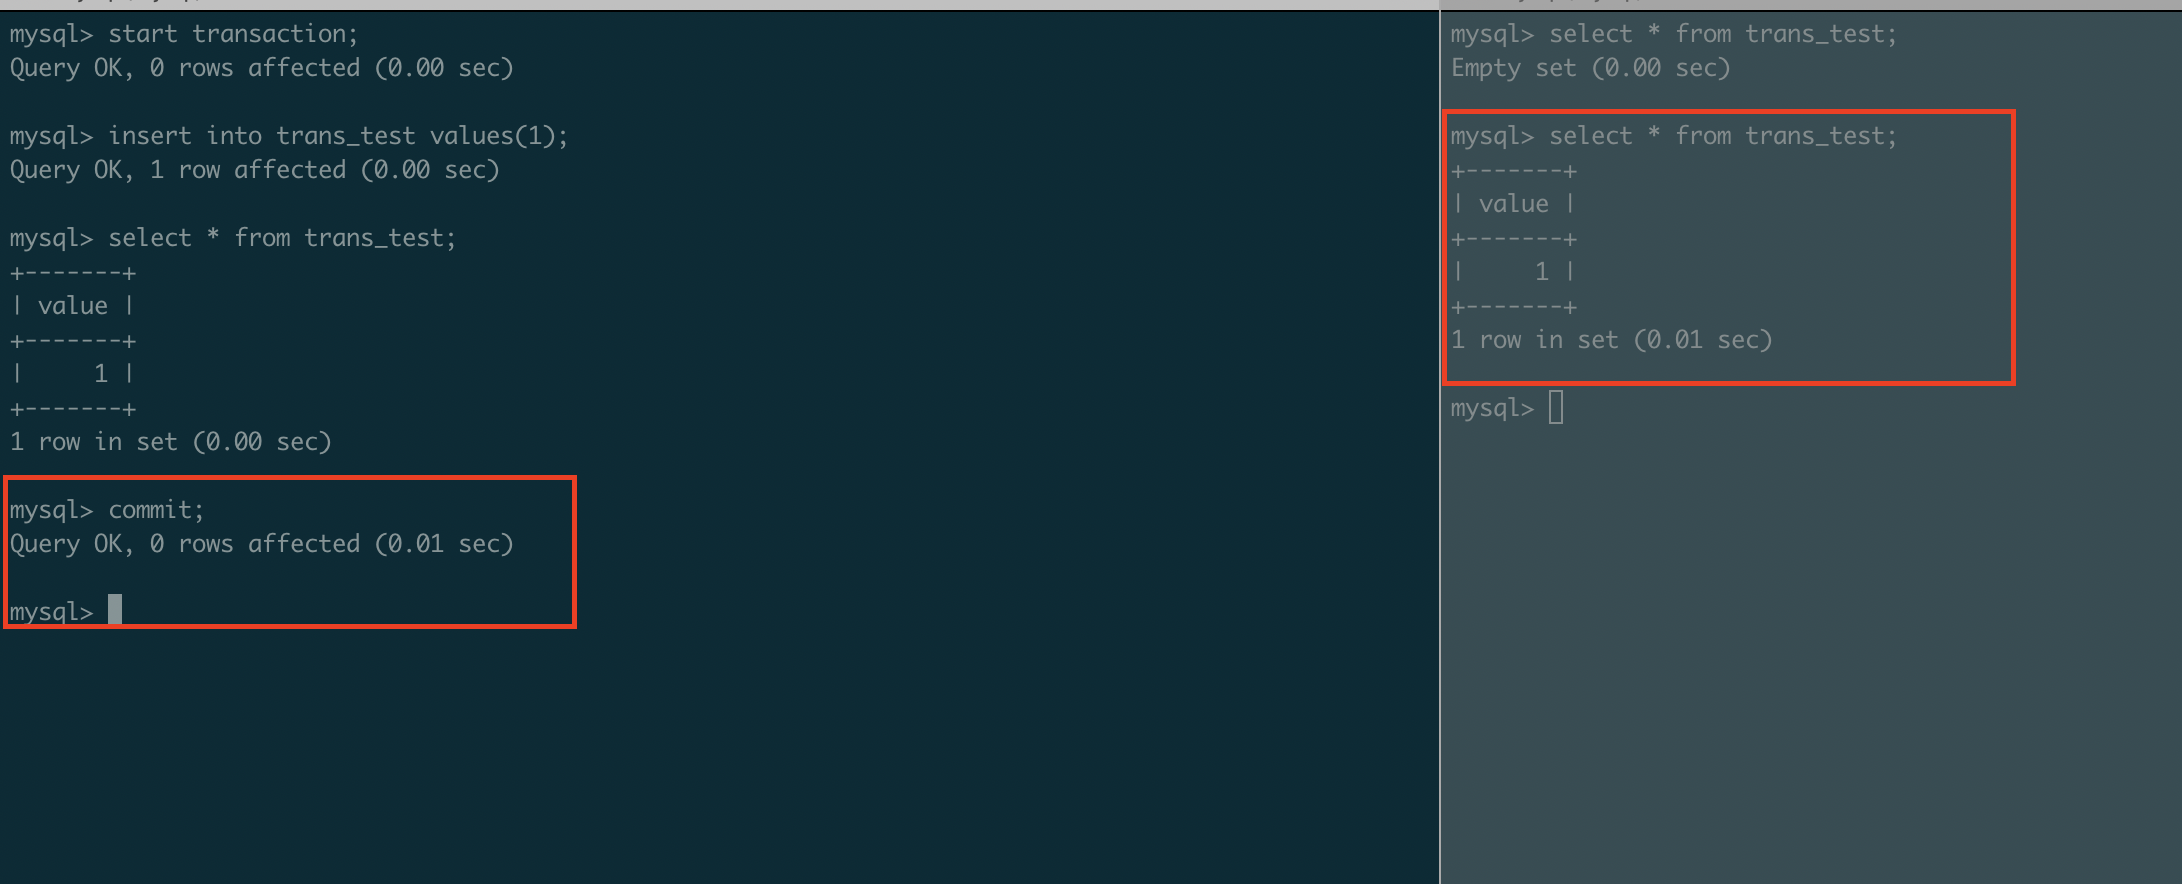 mysql> start transaction;
Query OK, 0 rows affected (0.00 sec)
mysql> insert into trans_test values(1);
Query OK, 1 row affected (0.00 sec)
mysql> select * from trans_test;
+-------+
| value |
+-------+
|     1 |
+-------+
1 row in set (0.00 sec)
mysql> commit;
Query OK, 0 rows affected (0.01 sec)
mysql>
mysql> select * from trans_test;
Empty set (0.00 sec)
mysql> select * from trans_test;
+-------+
| value |
+-------+
|     1 |
+-------+
1 row in set (0.01 sec)
mysql>